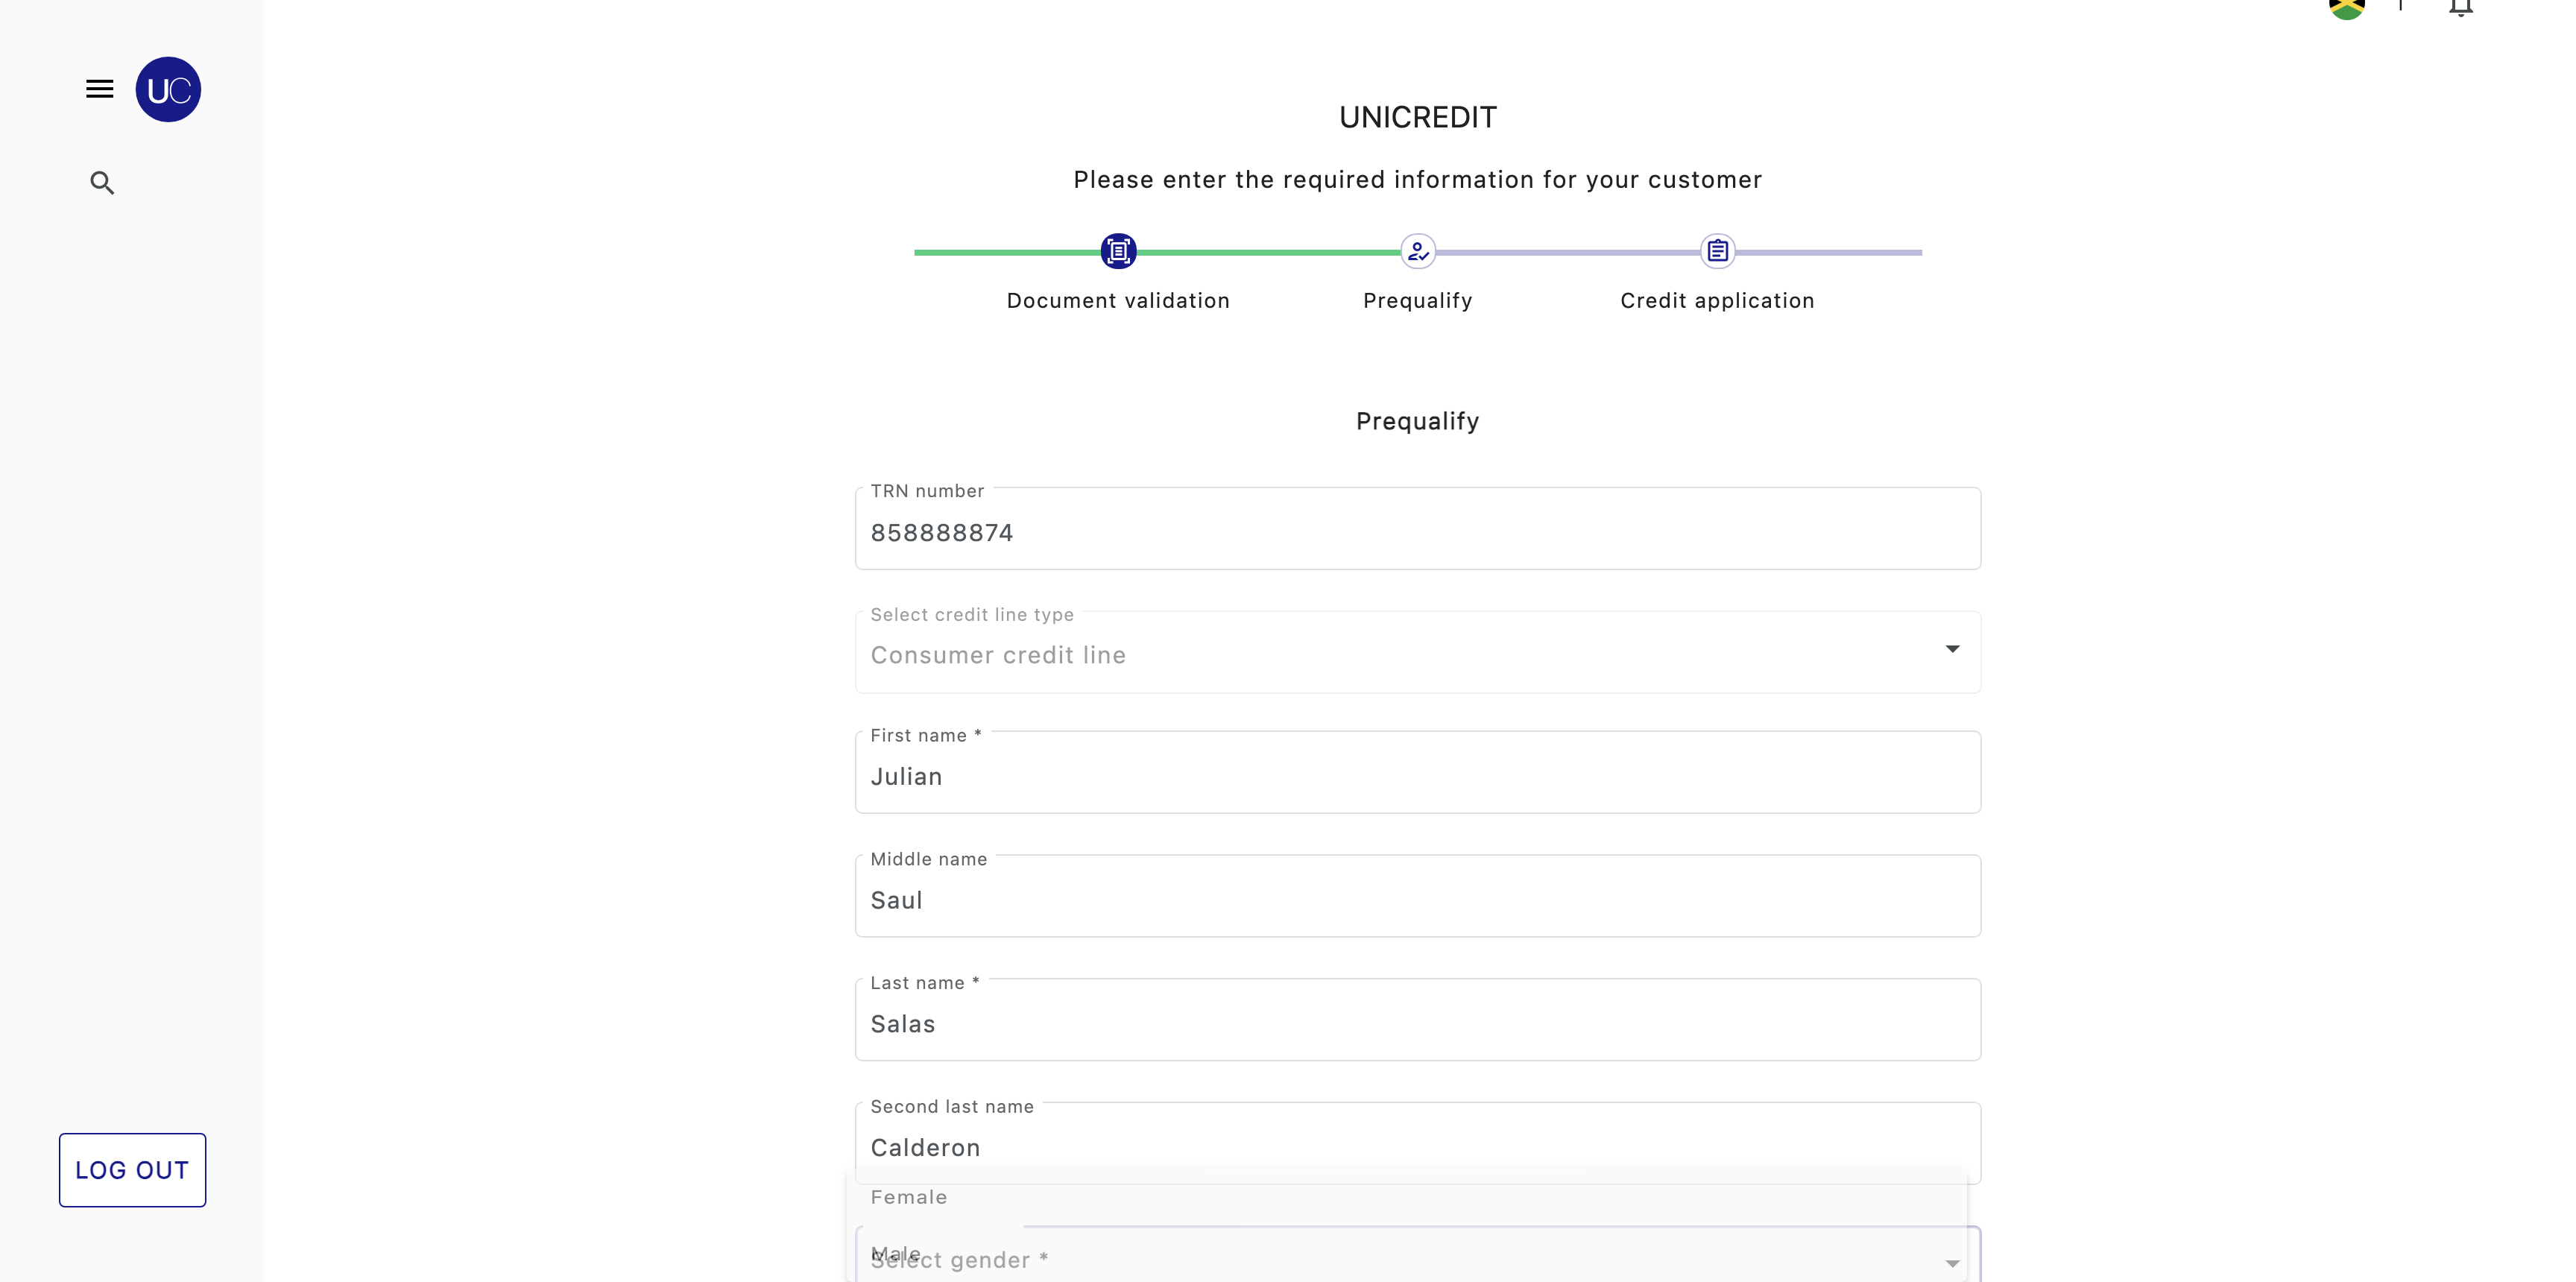 UC
UNICREDIT
Please enter the required information for your customer
Document validation
Prequalify
Credit application
Prequalify
TRN number
858888874
Select credit line type
Consumer credit line
First name *
Julian
Middle name
Saul
Last name *
Salas
Second last name
Calderon
Female
Male
Select gender *
LOG OUT